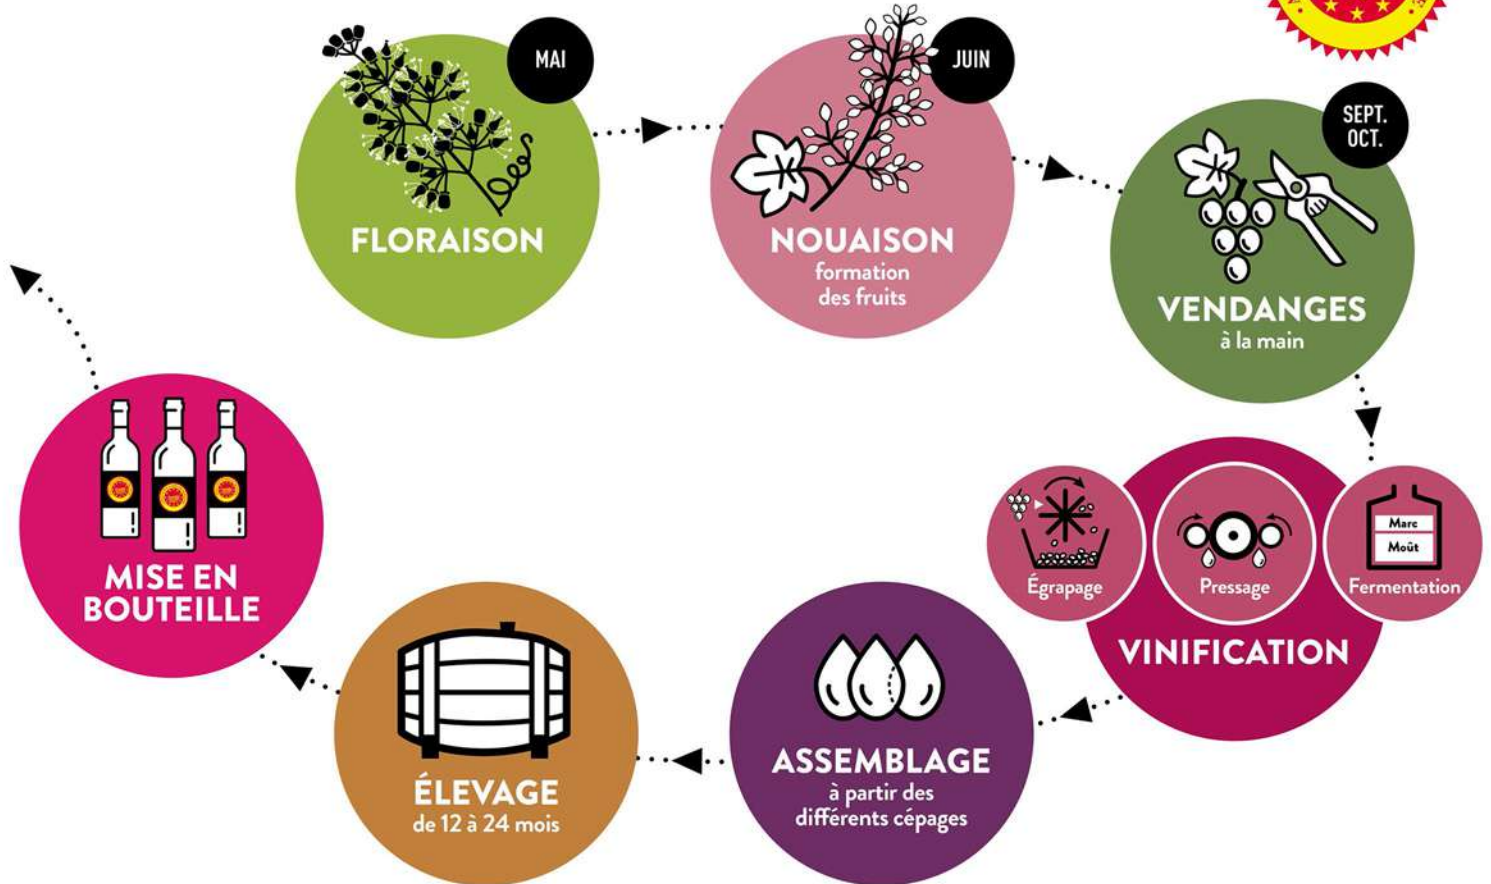 MAI
FLORAISON
JUIN
NOUAISON
formation
des fruits
SEPT.
OCT.
VENDANGES
à la main
Égrapage
Pressage
Marc
Moût
Fermentation
VINIFICATION
ASSEMBLAGE
à partir des
différents cépages
ÉLEVAGE
de 12 à 24 mois
MISE EN
BOUTEILLE